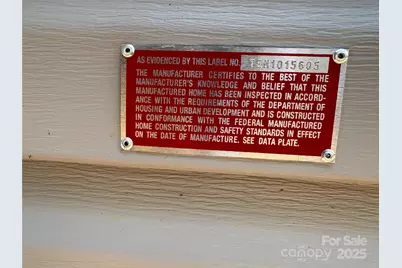 AS EVIDENCED BY THIS LABEL NO.
THE MANUFACTURER CERTIFIES TO THE BEST OF THE
MANUFACTURER'S KNOWLEDGE AND BELIEF THAT THIS
MANUFACTURED HOME HAS BEEN INSPECTED IN ACCORD-
ANCE WITH THE REQUIREMENTS OF THE DEPARTMENT OF
HOUSING AND URBAN DEVELOPMENT AND IS CONSTRUCTED
IN CONFORMANCE WITH THE FEDERAL MANUFACTURED
HOME CONSTRUCTION AND SAFETY STANDARDS IN EFFECT
ON THE DATE OF MANUFACTURE. SEE DATA PLATE.
For Sale
canopy 2025